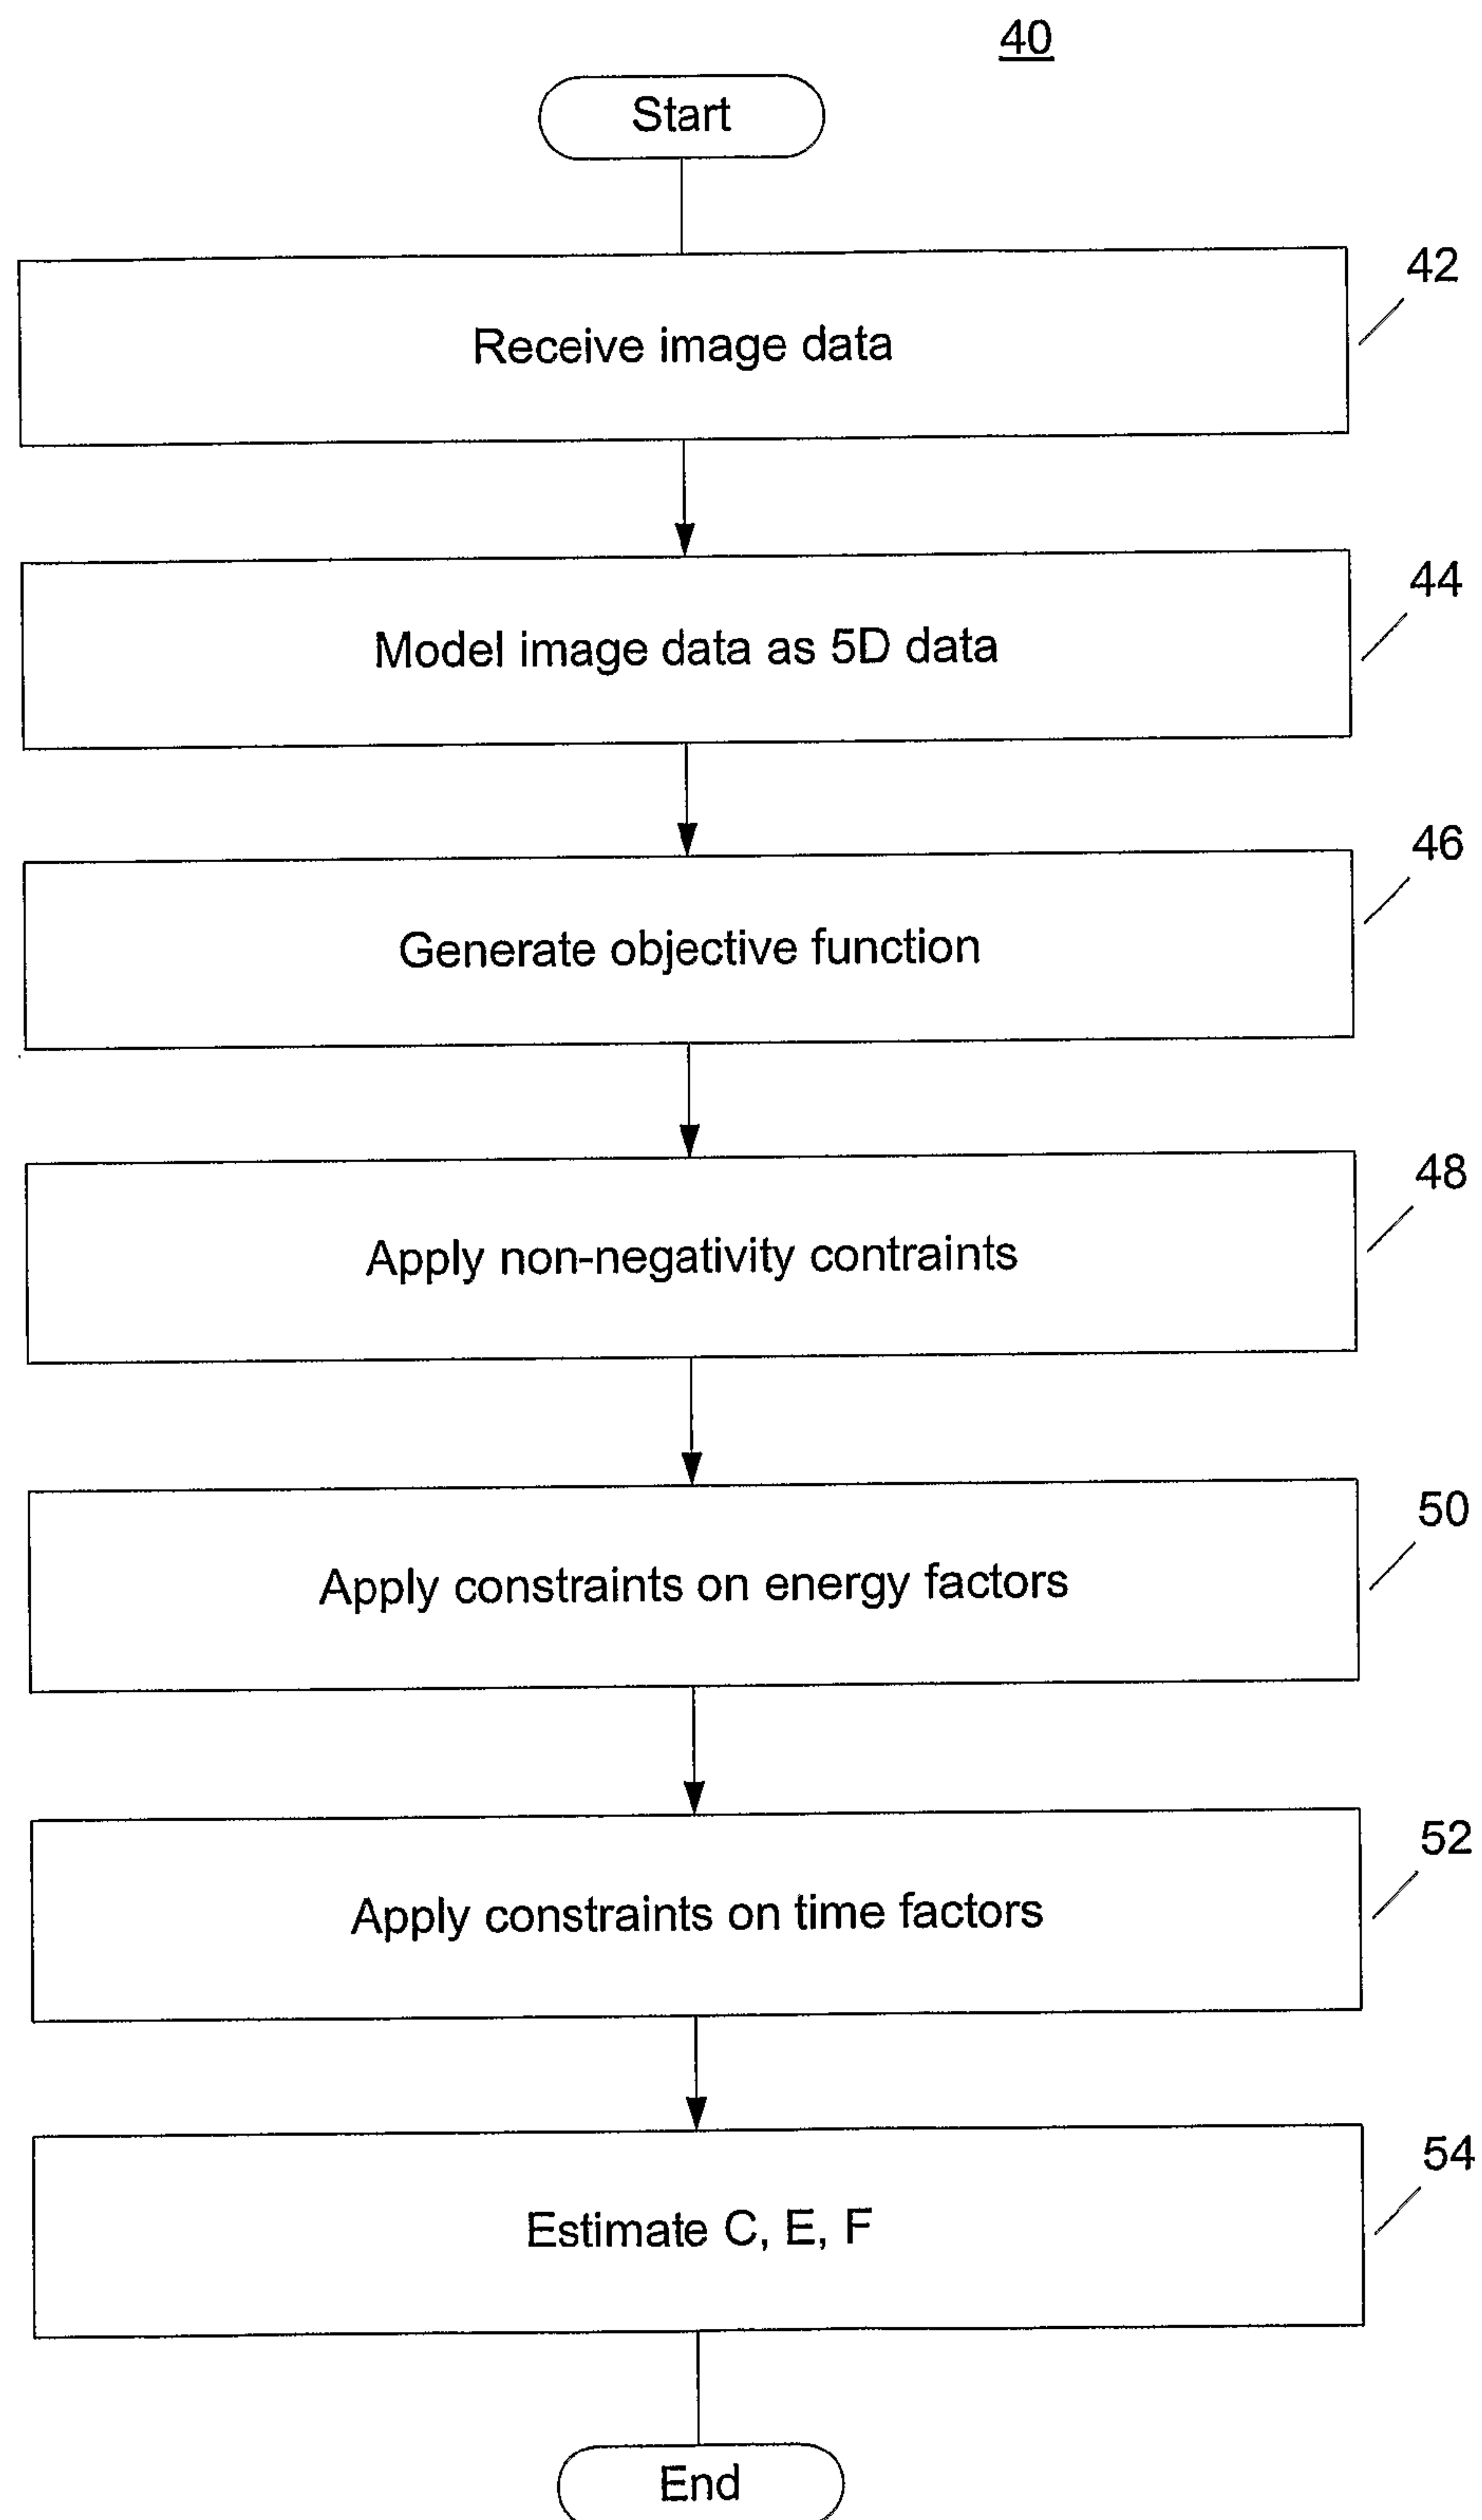 40
Start
Receive image data
42
Model image data as 5D data
44
Generate objective function
46
Apply non-negativity contraints
48
Apply constraints on energy factors
50
Apply constraints on time factors
52
Estimate C, E, F
54
End